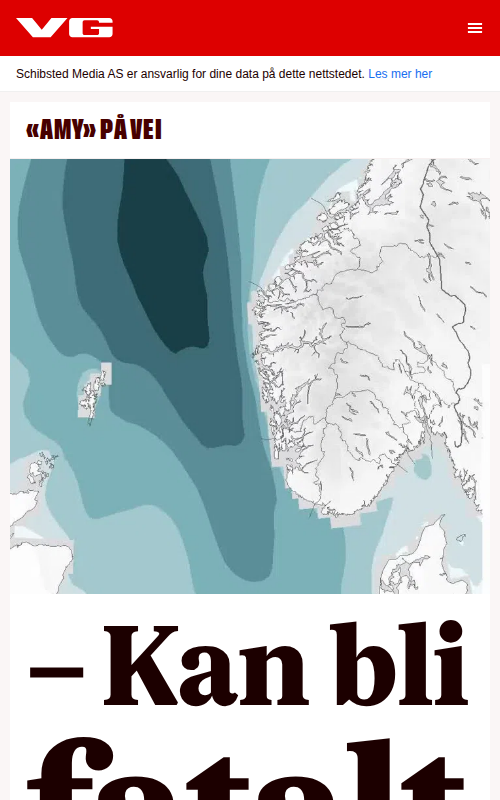 VG
Schibsted Media AS er ansvarlig for dine data på dette nettstedet. Les mer her
«AMY» PÅ VEI
– Kan bli
fatalt